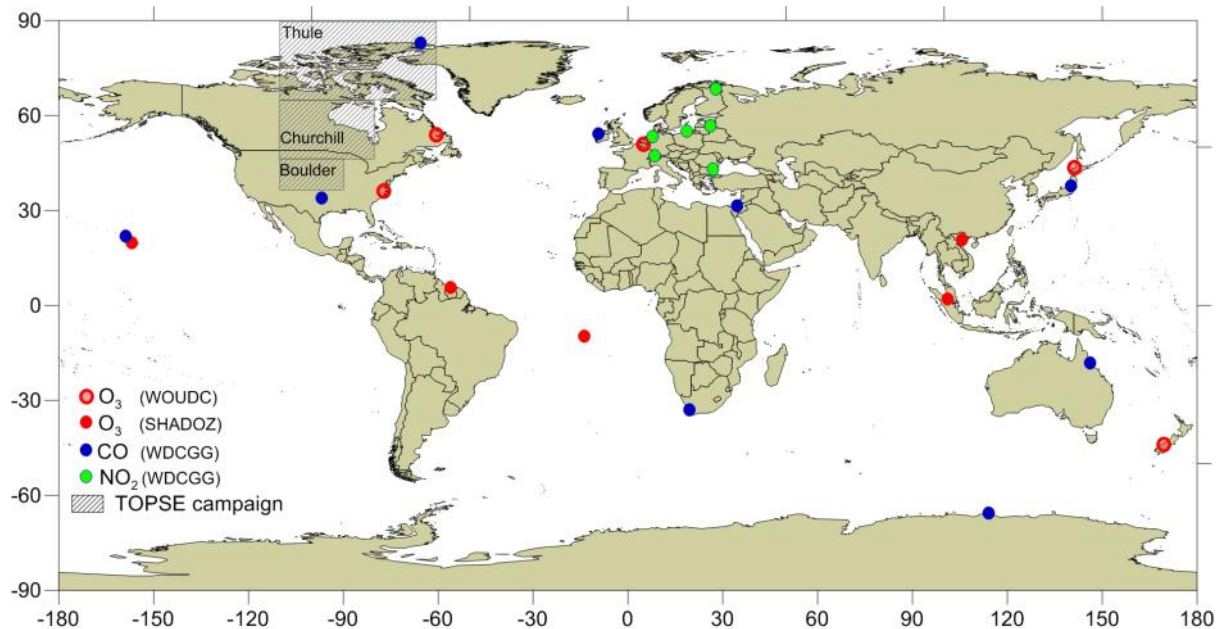 90
60
30
0
-30
-60
-90
Thule
Churchill
Boulder
O3 (WOUDC)
O3 (SHADOZ)
CO (WDCGG)
NO2 (WDCGG)
TOPSE campaign
-180 -150 -120 -90 -60 -30 0 30 60 90 120 150 180